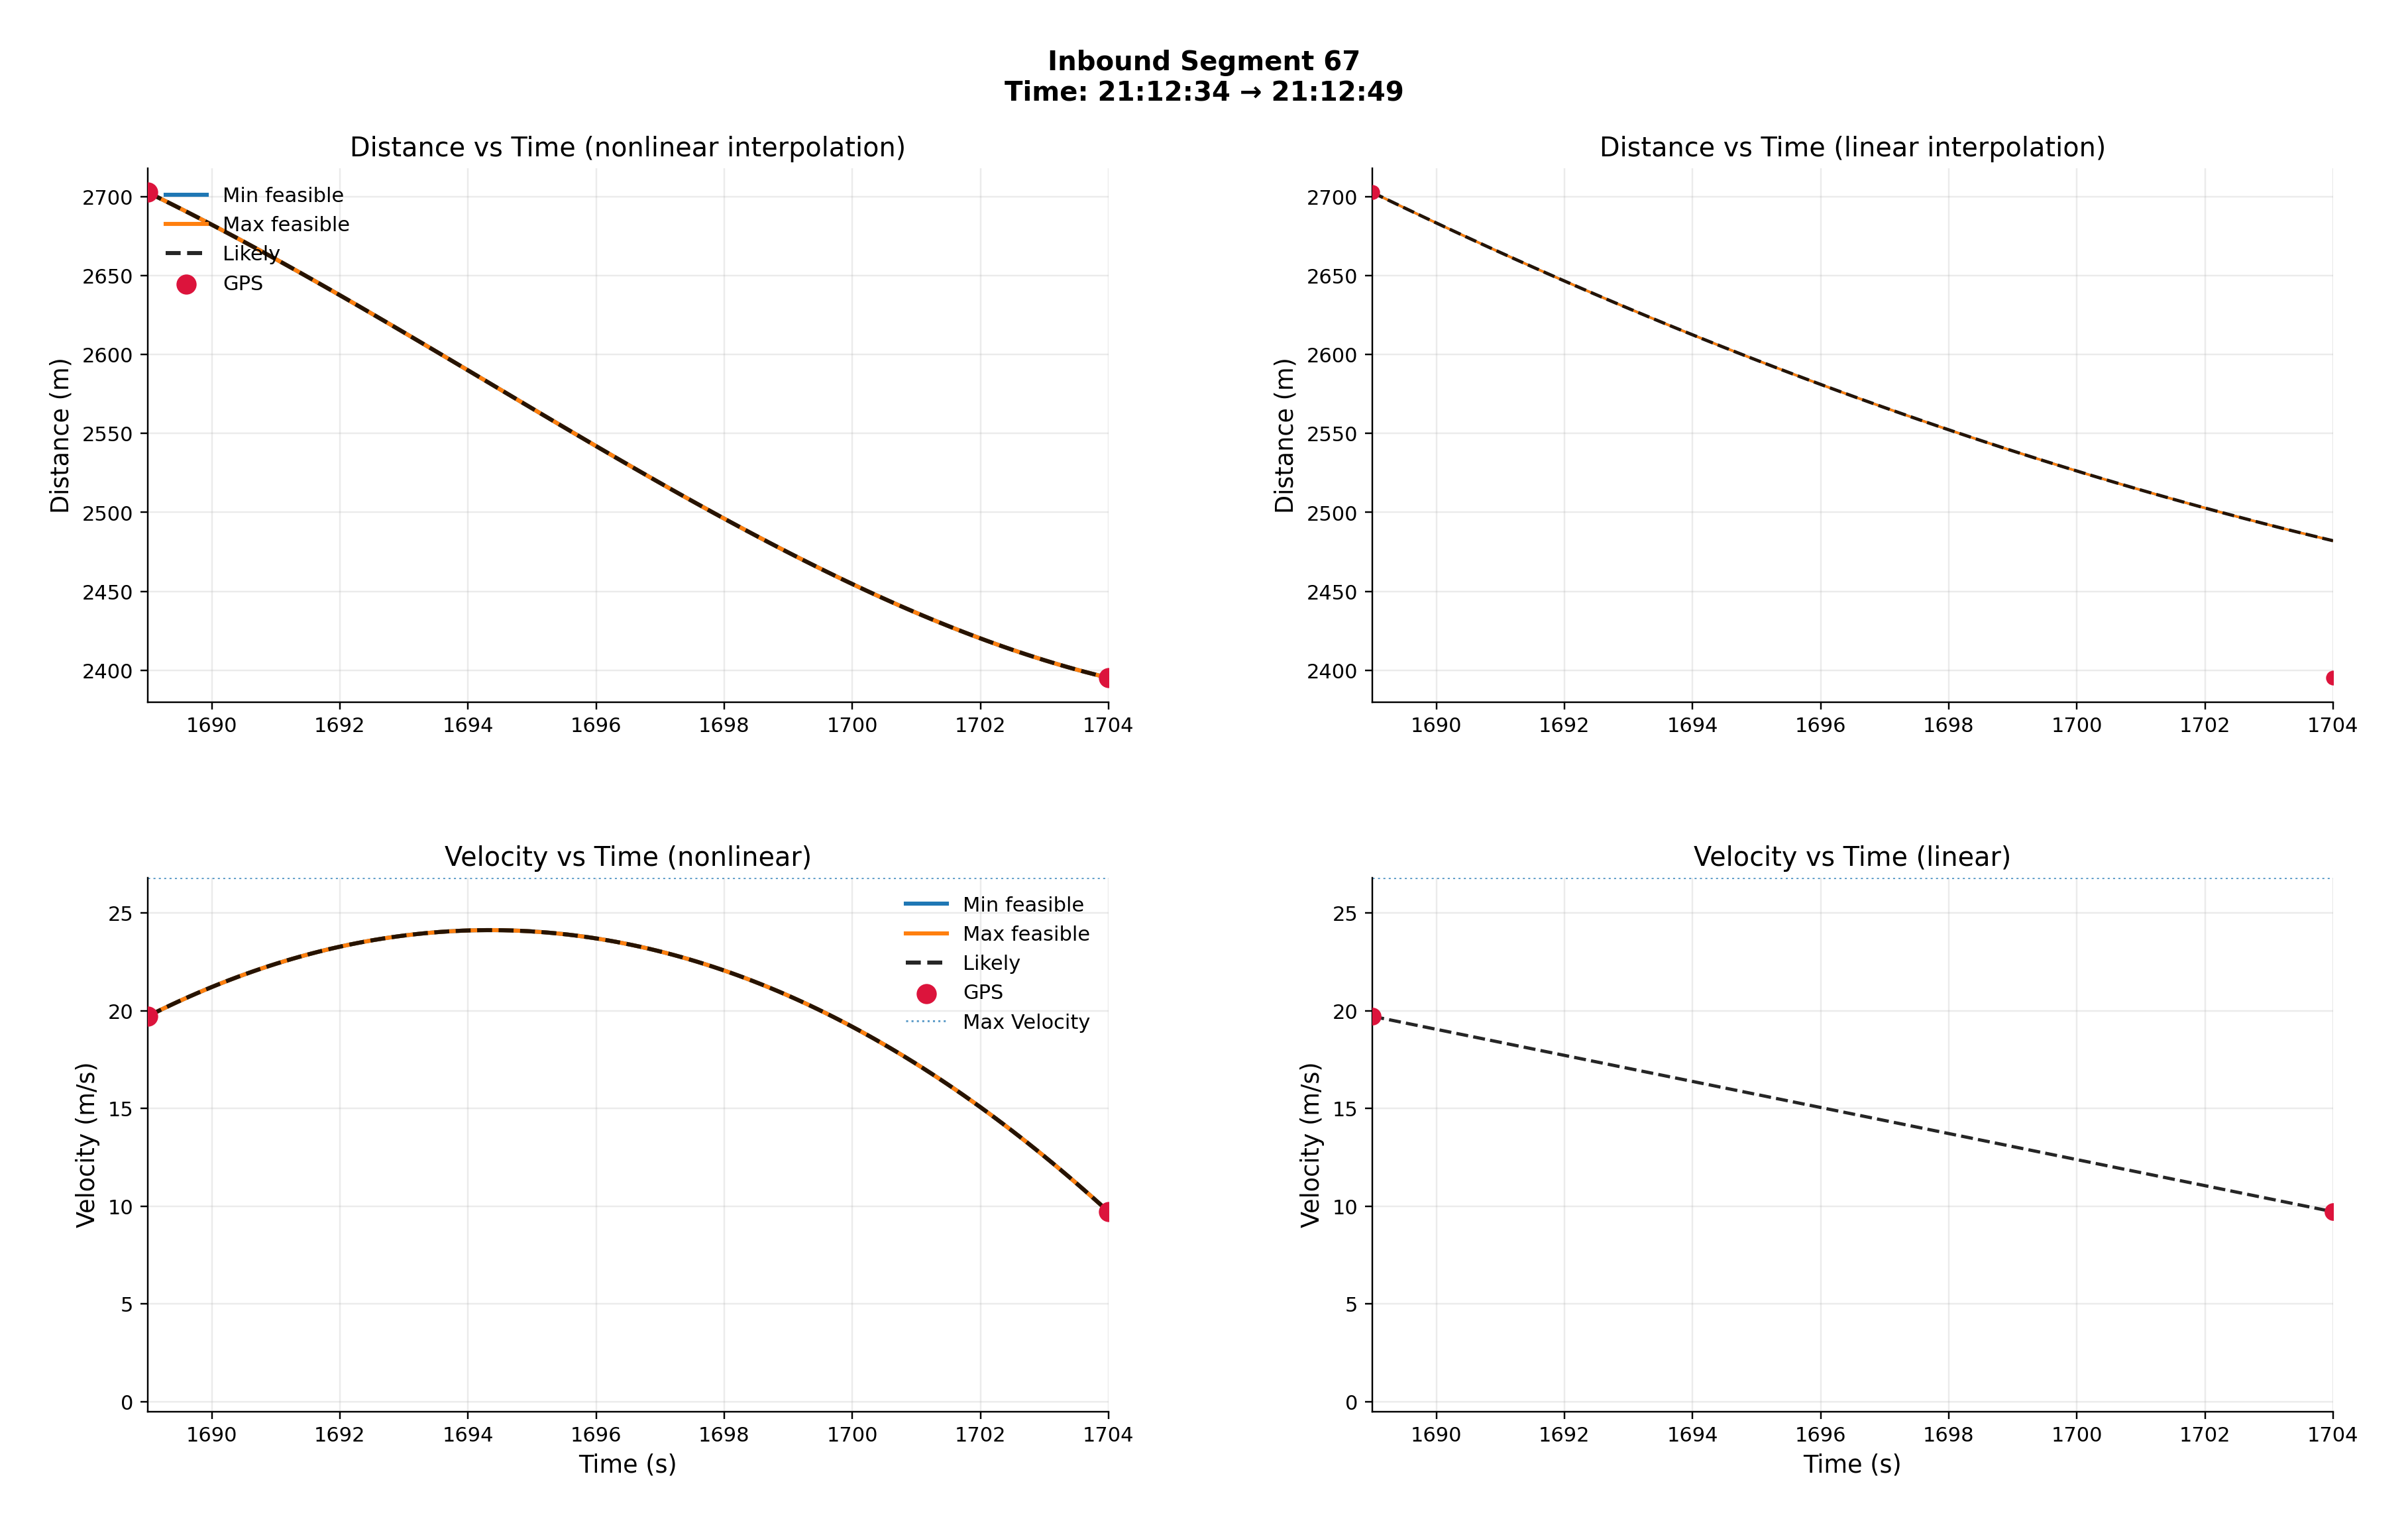 Inbound Segment 67
Time: 21:12:34 → 21:12:49
Distance vs Time (nonlinear interpolation)
Distance (m)
2700
2650
2600
2550
2500
2450
2400
Min feasible
Max feasible
Likely
GPS
1690 1692 1694 1696 1698 1700 1702 1704
Distance vs Time (linear interpolation)
Distance (m)
2700
2650
2600
2550
2500
2450
2400
1690 1692 1694 1696 1698 1700 1702 1704
Velocity vs Time (nonlinear)
Velocity (m/s)
25
20
15
10
5
0
Min feasible
Max feasible
Likely
GPS
Max Velocity
1690 1692 1694 1696 1698 1700 1702 1704
Time (s)
Velocity vs Time (linear)
Velocity (m/s)
25
20
15
10
5
0
1690 1692 1694 1696 1698 1700 1702 1704
Time (s)